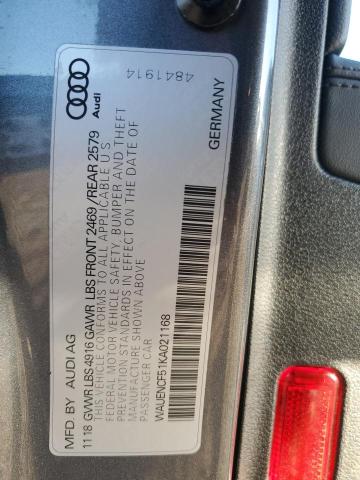 MFD. BY AUDI AG
11 18 GVWR LBS 4916 GAWR LBS FRONT 2469 / REAR 2579
THIS VEHICLE CONFORMS TO ALL APPLICABLE U S
FEDERAL MOTOR VEHICLE SAFETY, BUMPER AND THEFT
PREVENTION STANDARDS IN EFFECT ON THE DATE OF
MANUFACTURE SHOWN ABOVE
PASSENGER CAR
WAUENCF51KA021168
GERMANY
Audi
4841914